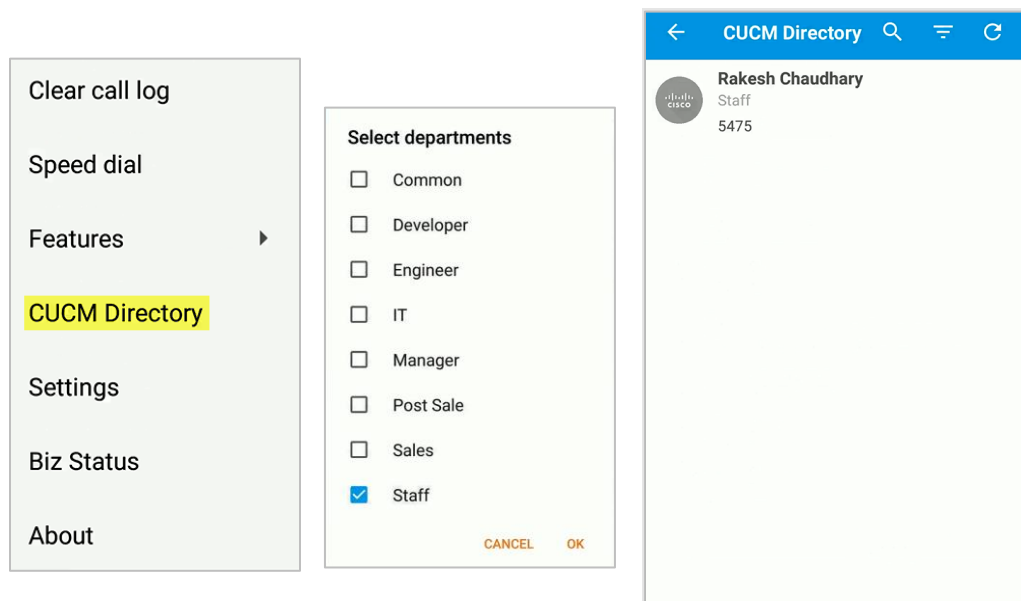 Clear call log
Speed dial
Features
CUCM Directory
Settings
Biz Status
About
Select departments
Common
Developer
Engineer
IT
Manager
Post Sale
Sales
Staff
CANCEL OK
CUCM Directory
cisco
Rakesh Chaudhary
Staff
5475